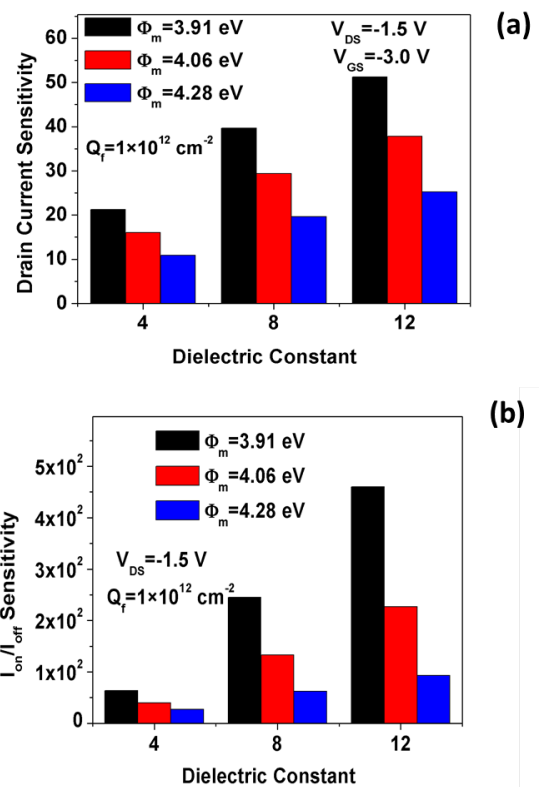 (a)
Φm=3.91 eV
Φm=4.06 eV
Φm=4.28 eV
VDS=-1.5 V
VGS=-3.0 V
Qf=1×10^12 cm^-2
60
50
40
30
20
10
0
Drain Current Sensitivity
4 8 12
Dielectric Constant
(b)
Φm=3.91 eV
Φm=4.06 eV
Φm=4.28 eV
VDS=-1.5 V
Qf=1×10^12 cm^-2
5x10^2
4x10^2
3x10^2
2x10^2
1x10^2
0
Ion/Ioff Sensitivity
4 8 12
Dielectric Constant